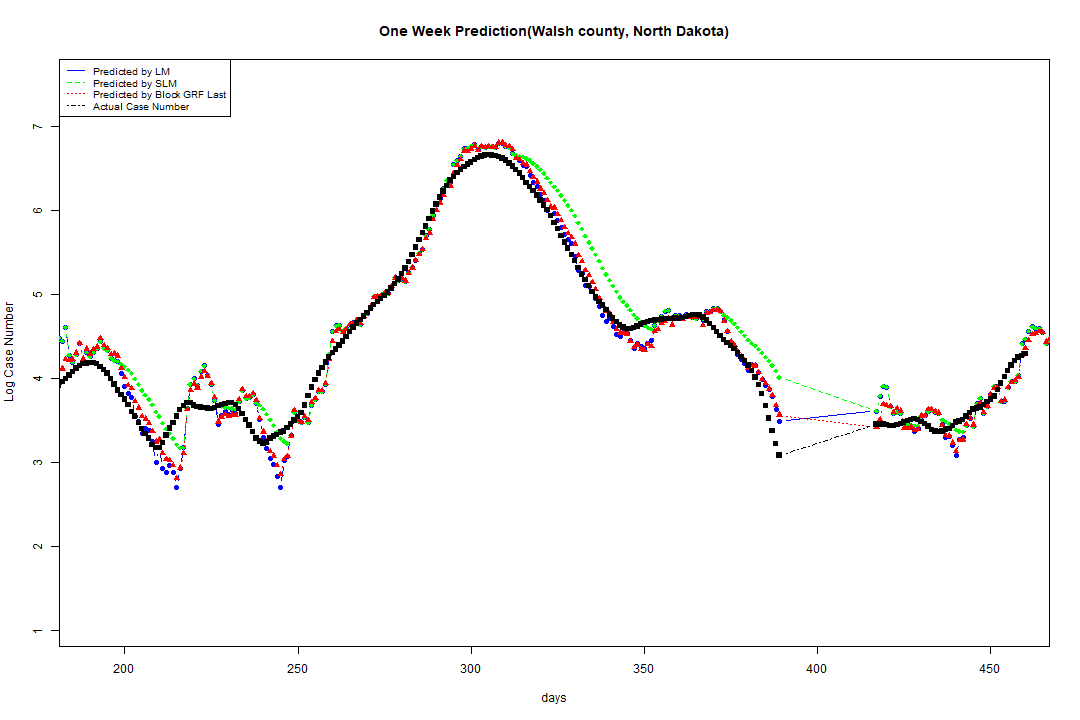 One Week Prediction(Walsh county, North Dakota)
Predicted by LM
Predicted by SLM
Predicted by Block GRF Last
Actual Case Number
7
6
5
4
3
2
1
Log Case Number
200 250 300 350 400 450
days